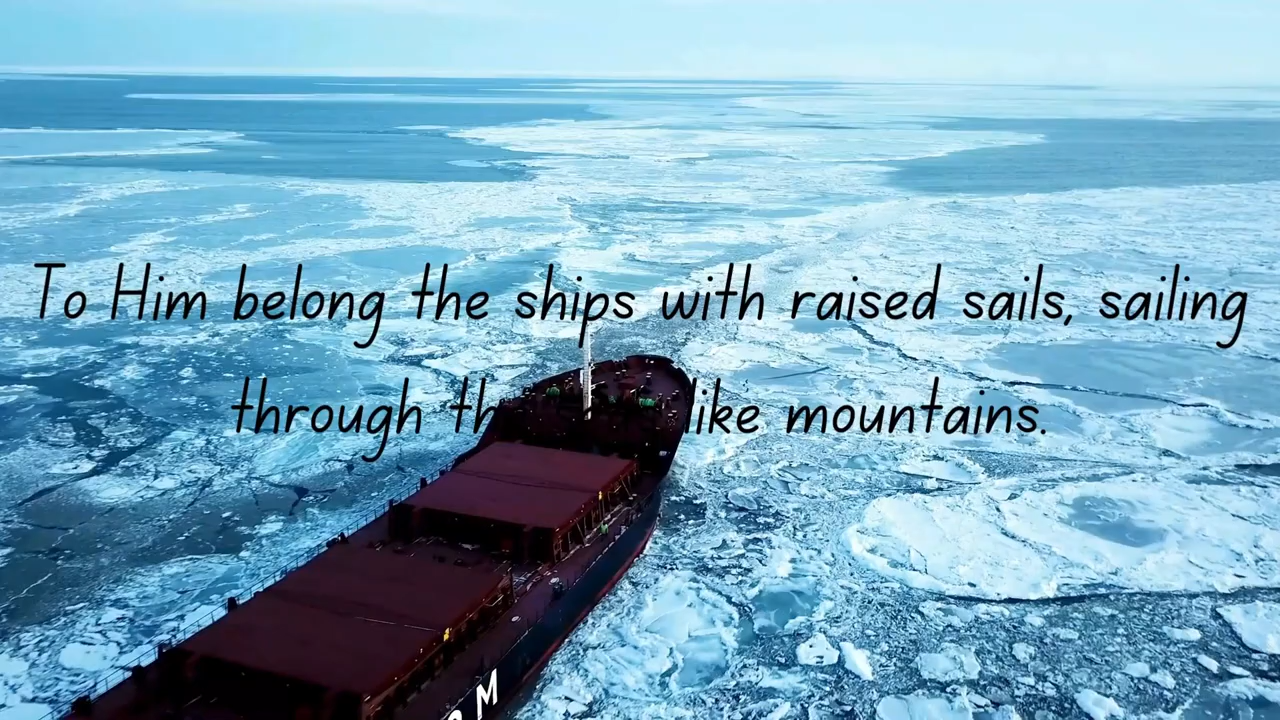 To Him belong the ships with raised sails, sailing
through like mountains.
M